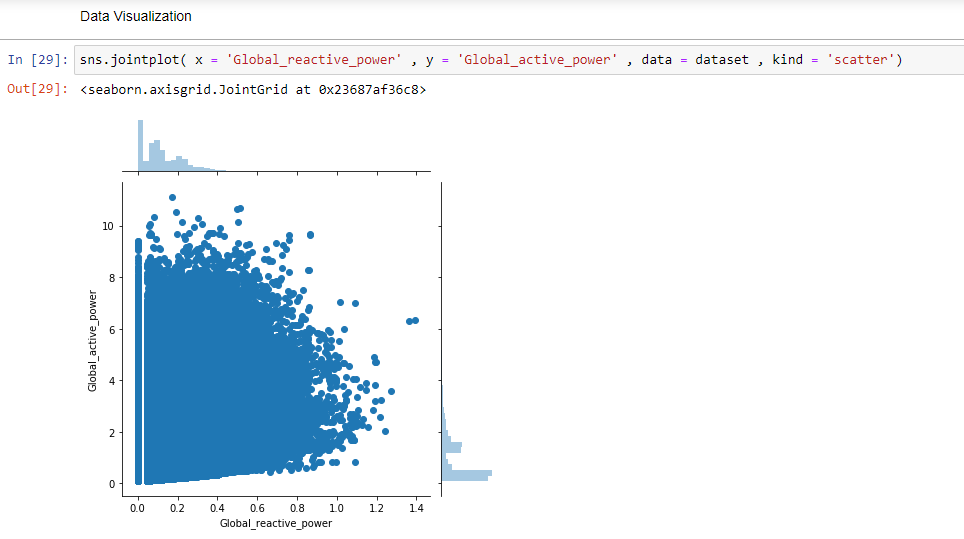 Data Visualization
In [29]: sns.jointplot( x = 'Global_reactive_power' , y = 'Global_active_power' , data = dataset , kind = 'scatter')
Out[29]: <seaborn.axisgrid.JointGrid at 0x23687af36c8>
10
8
6
4
2
0
Global_active_power
0.0 0.2 0.4 0.6 0.8 1.0 1.2 1.4
Global_reactive_power